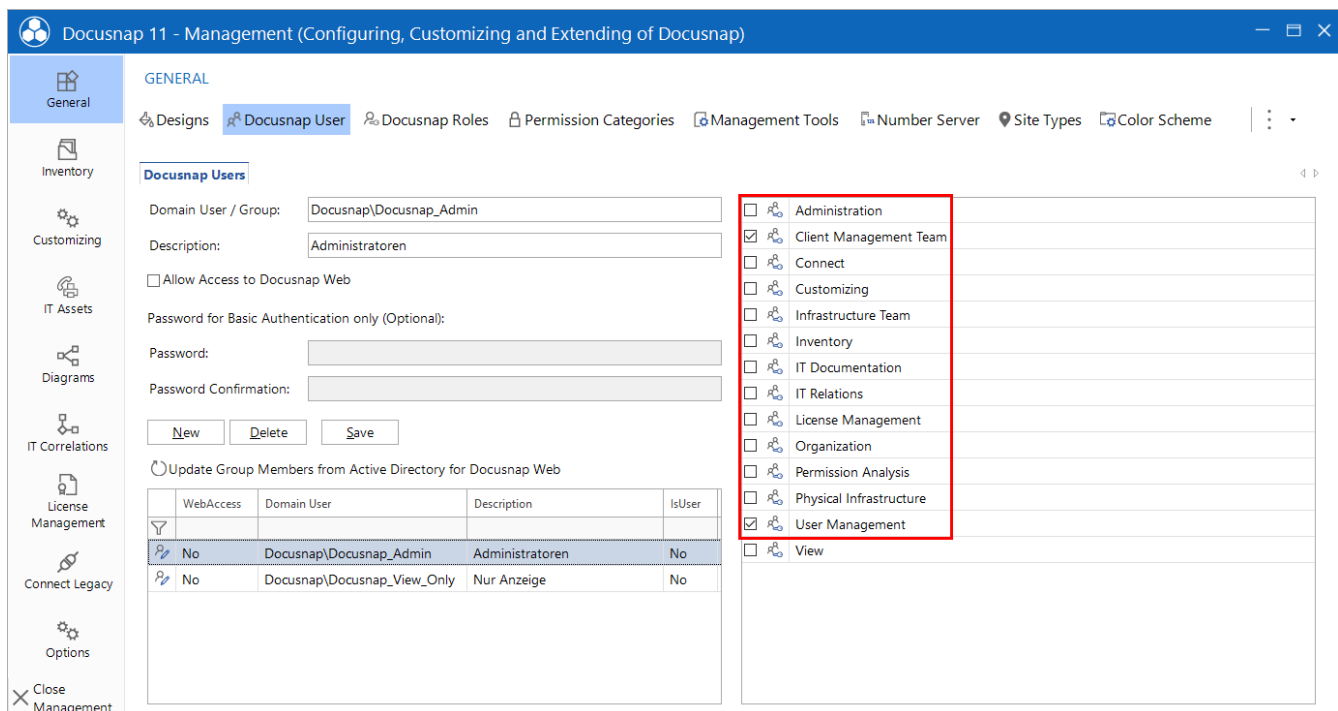 Docusnap 11 - Management (Configuring, Customizing and Extending of Docusnap)
General
Inventory
Customizing
IT Assets
Diagrams
IT Correlations
License
Management
Connect Legacy
Options
Close
Management
GENERAL
Designs Docusnap User Docusnap Roles Permission Categories Management Tools Number Server Site Types Color Scheme
Docusnap Users
Domain User / Group: Docusnap\Docusnap_Admin
Description: Administratoren
Allow Access to Docusnap Web
Password for Basic Authentication only (Optional):
Password:
Password Confirmation:
New Delete Save
Update Group Members from Active Directory for Docusnap Web
WebAccess Domain User Description IsUser
No Docusnap\Docusnap_Admin Administratoren No
No Docusnap\Docusnap_View_Only Nur Anzeige No
Administration
Client Management Team
Connect
Customizing
Infrastructure Team
Inventory
IT Documentation
IT Relations
License Management
Organization
Permission Analysis
Physical Infrastructure
User Management
View